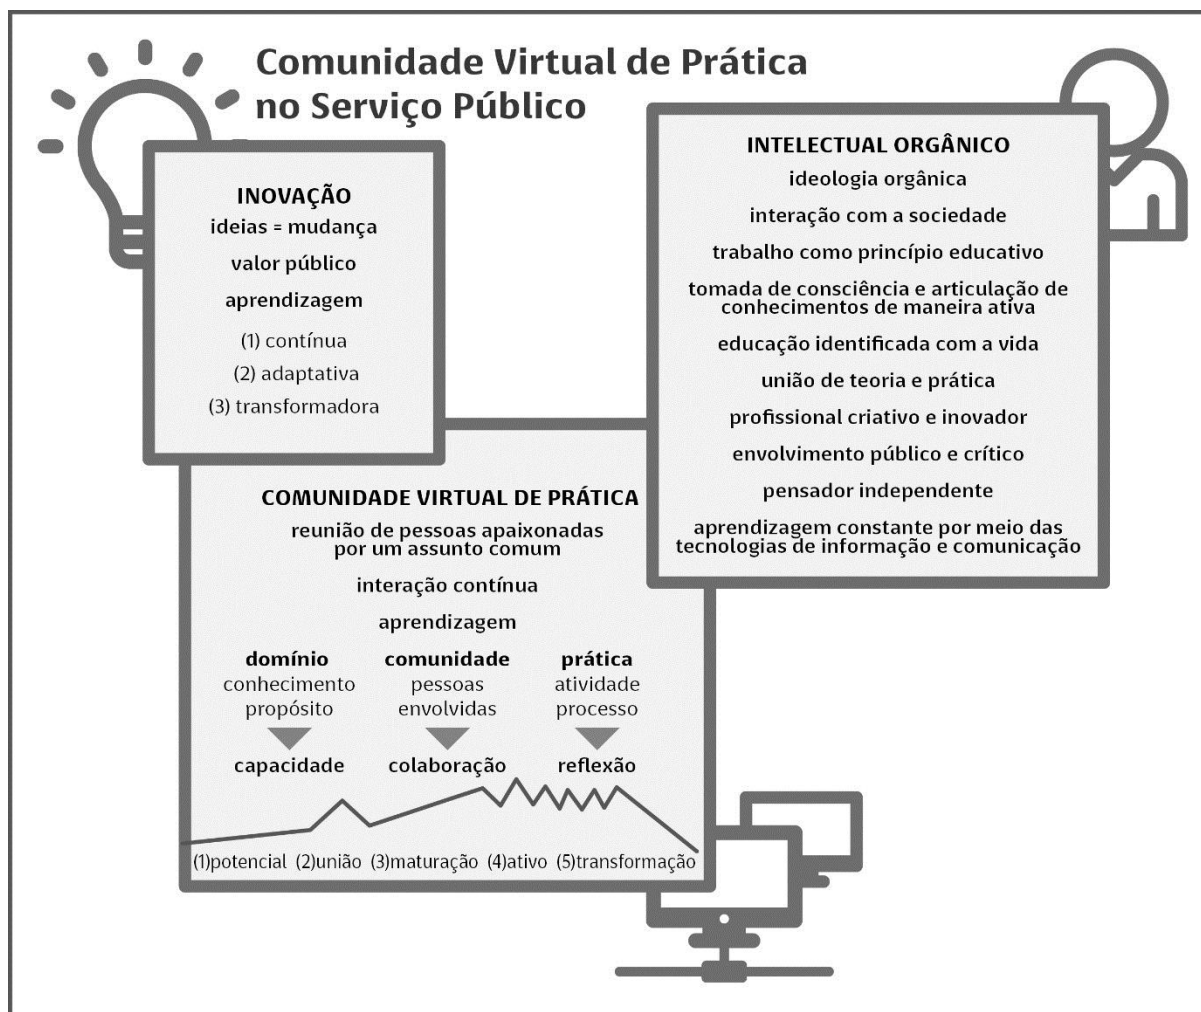 Comunidade Virtual de Prática
no Serviço Público
INOVAÇÃO
ideias = mudança
valor público
aprendizagem
(1) contínua
(2) adaptativa
(3) transformadora
INTELECTUAL ORGÂNICO
ideologia orgânica
interação com a sociedade
trabalho como princípio educativo
tomada de consciência e articulação de
conhecimentos de maneira ativa
educação identificada com a vida
união de teoria e prática
profissional criativo e inovador
envolvimento público e crítico
pensador independente
aprendizagem constante por meio das
tecnologias de informação e comunicação
COMUNIDADE VIRTUAL DE PRÁTICA
reunião de pessoas apaixonadas
por um assunto comum
interação contínua
aprendizagem
domínio
conhecimento
propósito
capacidade
comunidade
pessoas
envolvidas
colaboração
prática
atividade
processo
reflexão
(1)potencial (2)união (3)maturação (4)ativo (5)transformação